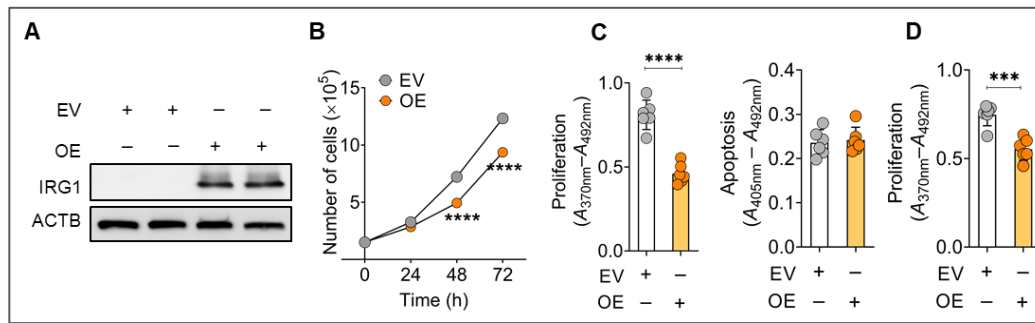 A
EV + + – –
OE – – + +
IRG1
ACTB
B
Number of cells (×10⁵)
15
10
5
0
EV
OE
****
****
0 24 48 72
Time (h)
C
****
Proliferation
(A370nm–A492nm)
1.0
0.5
0.0
EV + –
OE – +
Apoptosis
(A405nm – A492nm)
0.4
0.3
0.2
0.1
0.0
EV + –
OE – +
D
***
Proliferation
(A370nm–A492nm)
1.0
0.5
0.0
EV + –
OE – +